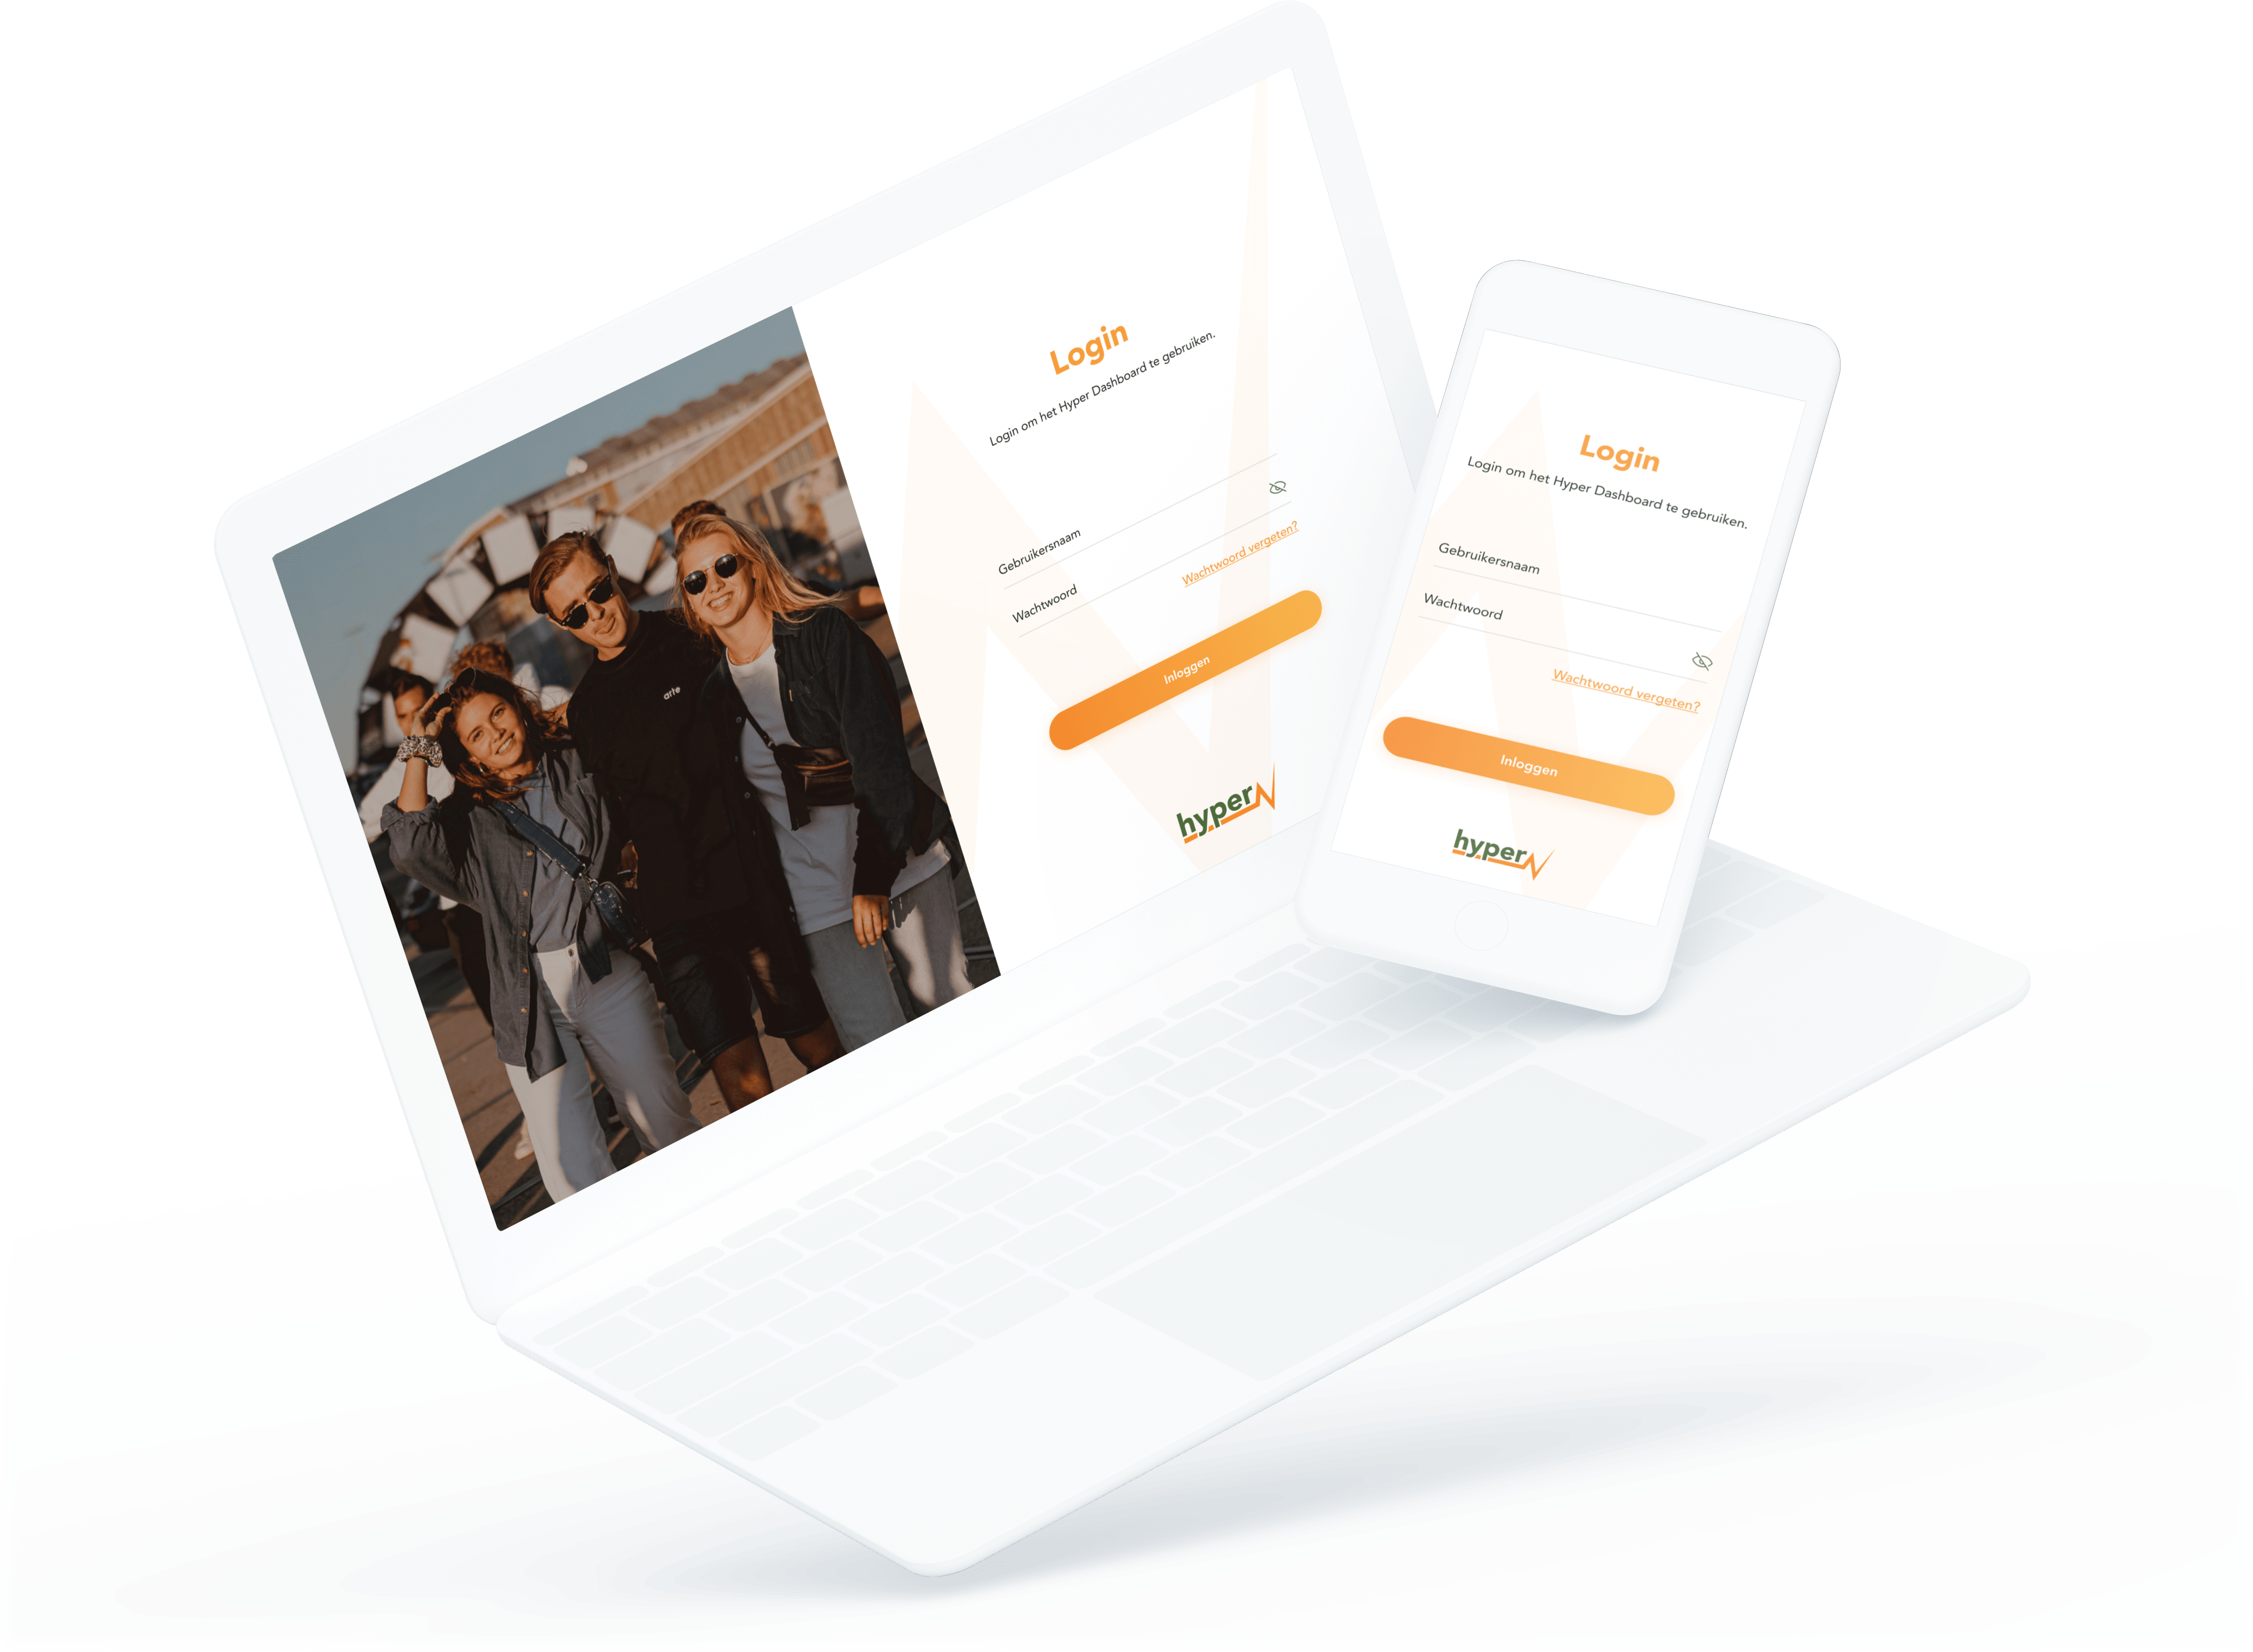 Login
Login om het Hyper Dashboard te gebruiken.
Gebruikersnaam
Wachtwoord
Wachtwoord vergeten?
Inloggen
hyper
arte
Login
Login om het Hyper Dashboard te gebruiken.
Gebruikersnaam
Wachtwoord
Wachtwoord vergeten?
Inloggen
hyper